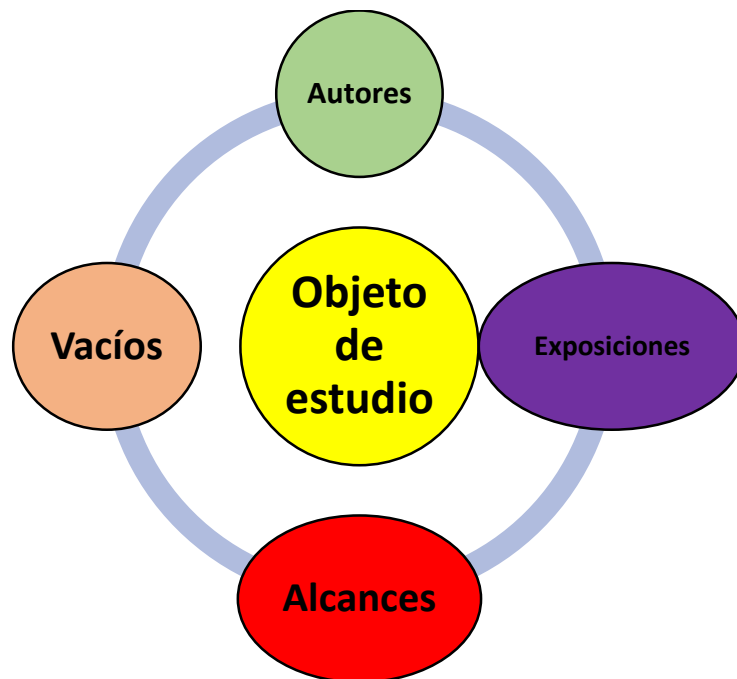 Autores
Objeto
de
estudio
Vacíos
Exposiciones
Alcances